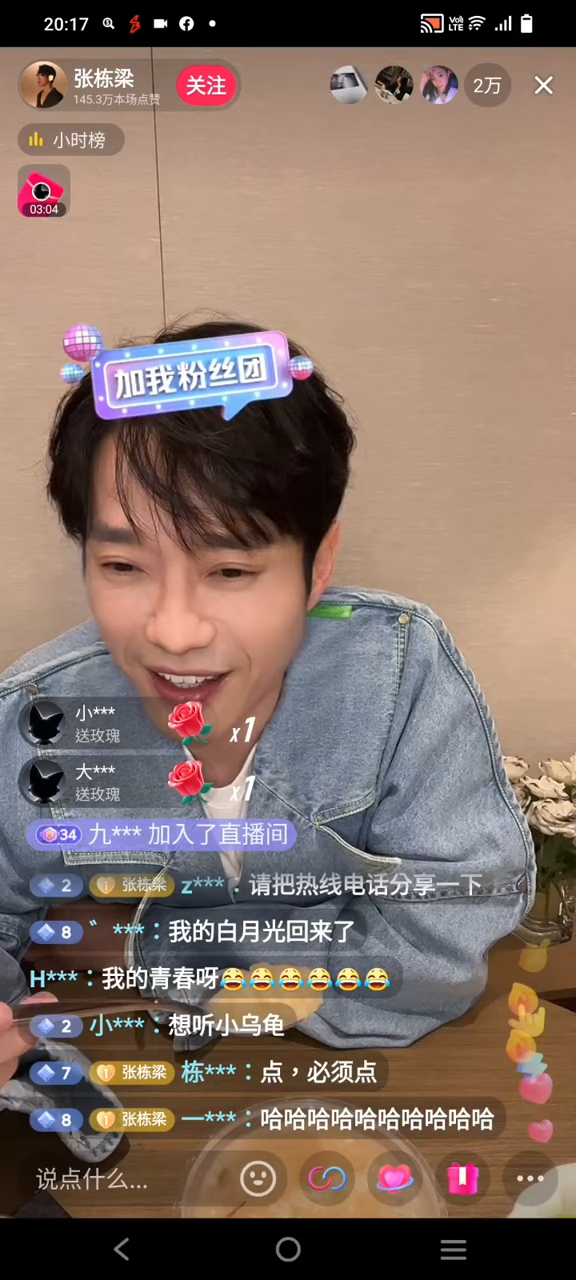 20:17
Vo))
LTE
张栋梁
145.3万本场点赞
关注
2万
小时榜
03:04
加我粉丝团
小***
送玫瑰
x1
大***
送玫瑰
x1
34 九*** 加入了直播间
2 张栋梁 z***：请把热线电话分享一下
8 ゛***：我的白月光回来了
H***：我的青春呀😂😂😂😂😂😂
2 小***：想听小乌龟
7 张栋梁 栋***：点，必须点
8 张栋梁 一***：哈哈哈哈哈哈哈哈哈哈
说点什么...